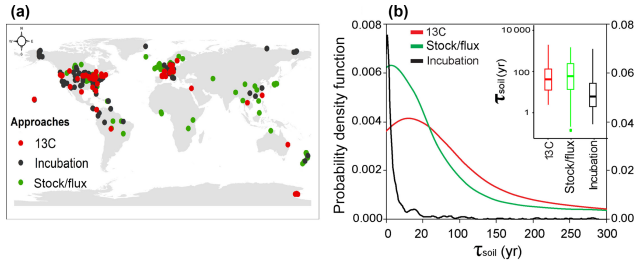 (a)
N
W E
S
Approaches
13C
Incubation
Stock/flux
(b)
Probability density function
0.008
0.006
0.004
0.002
0.000
13C
Stock/flux
Incubation
0 20 100 150 200 250 300
τsoil (yr)
0.08
0.06
0.04
0.02
0.00
τsoil (yr)
10 000
100
1
13C
Stock/flux
Incubation